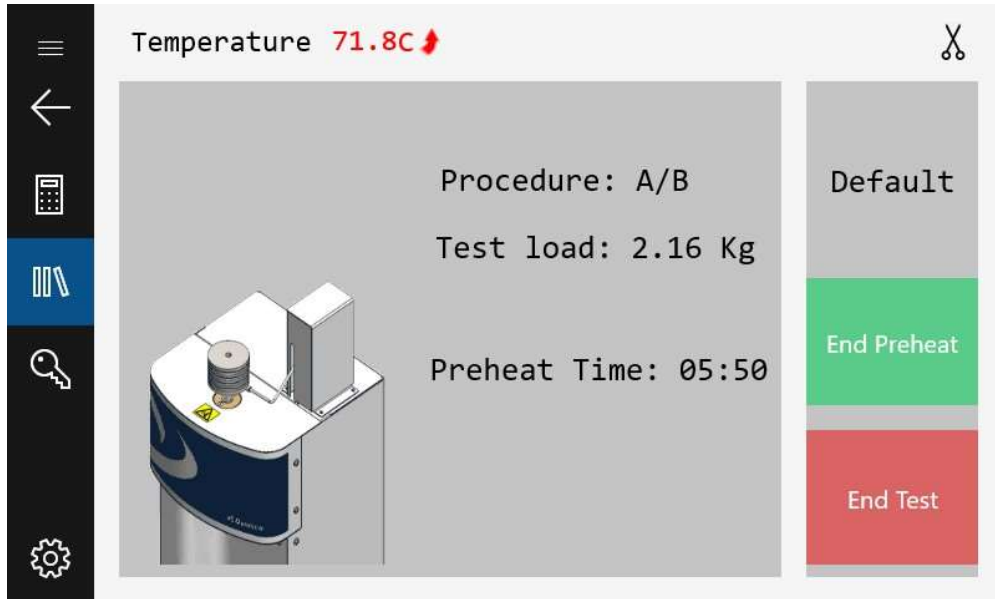 Temperature 71.8C
Procedure: A/B
Default
Test load: 2.16 Kg
End Preheat
Preheat Time: 05:50
End Test